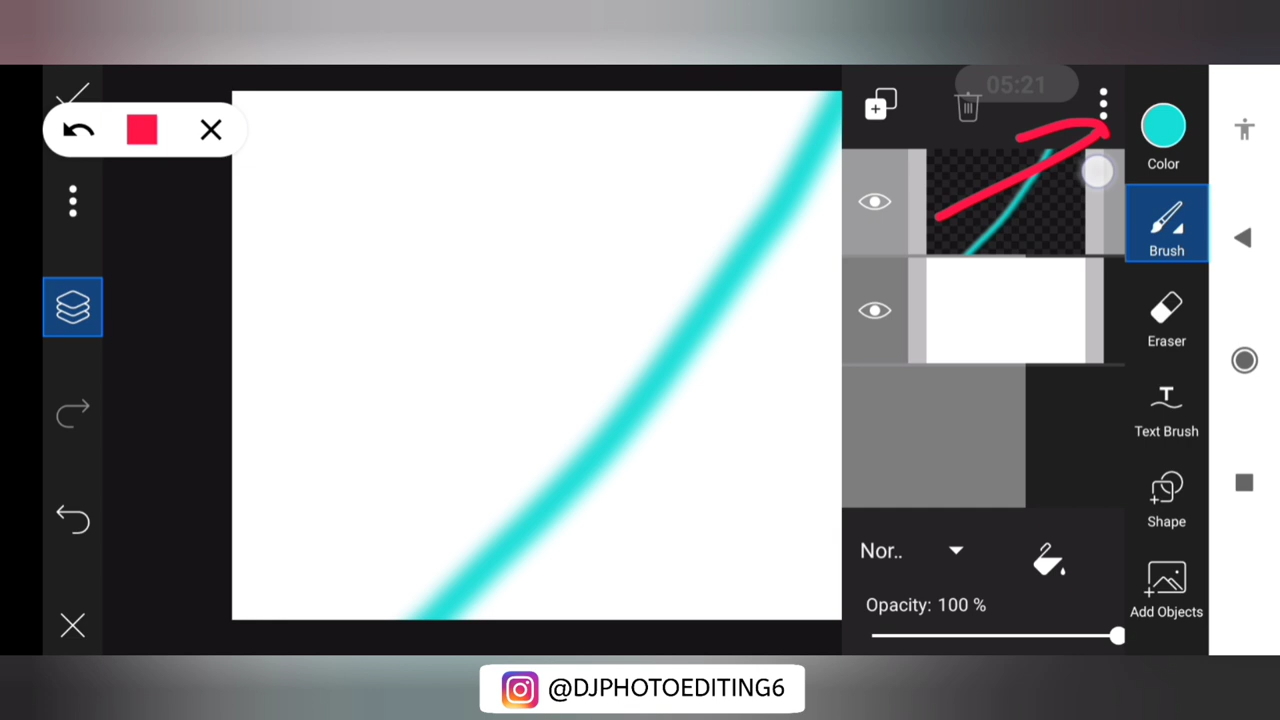 05:21
Color
Brush
Eraser
Text Brush
Shape
Add Objects
Nor..
Opacity: 100 %
@DJPHOTOEDITING6